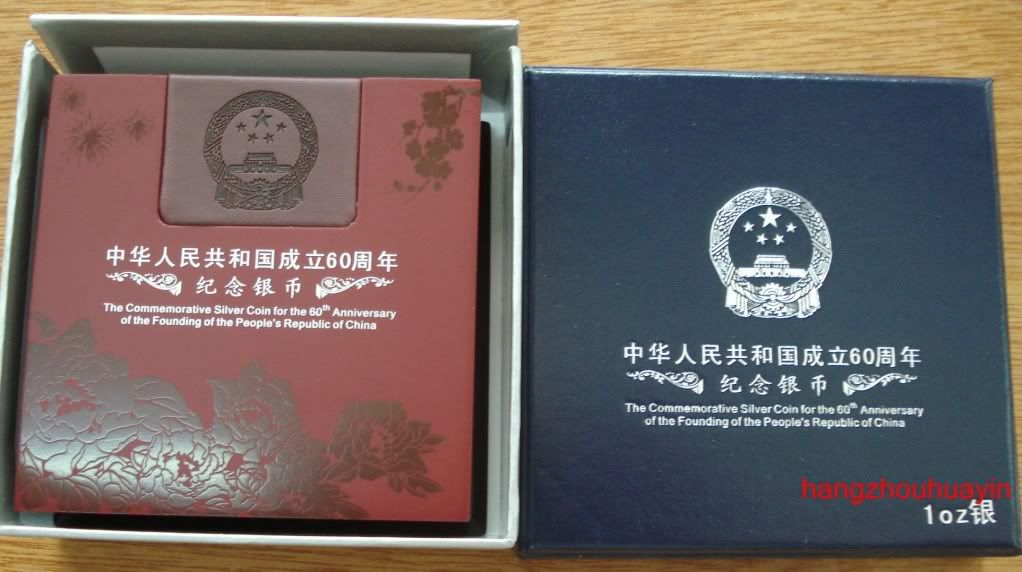 中华人民共和国成立60周年
纪念银币
The Commemorative Silver Coin for the 60th Anniversary
of the Founding of the People's Republic of China
中华人民共和国成立60周年
纪念银币
The Commemorative Silver Coin for the 60th Anniversary
of the Founding of the People's Republic of China
hangzhouhuayin
1oz银